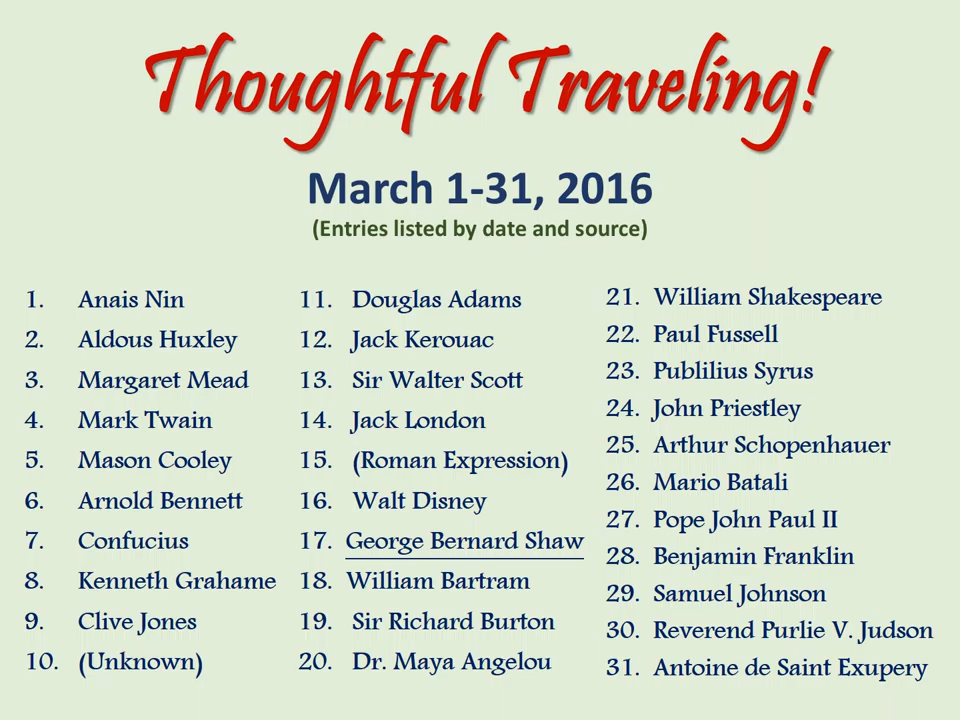 Thoughtful Traveling!
March 1-31, 2016
(Entries listed by date and source)
1. Anais Nin
2. Aldous Huxley
3. Margaret Mead
4. Mark Twain
5. Mason Cooley
6. Arnold Bennett
7. Confucius
8. Kenneth Grahame
9. Clive Jones
10. (Unknown)
11. Douglas Adams
12. Jack Kerouac
13. Sir Walter Scott
14. Jack London
15. (Roman Expression)
16. Walt Disney
17. George Bernard Shaw
18. William Bartram
19. Sir Richard Burton
20. Dr. Maya Angelou
21. William Shakespeare
22. Paul Fussell
23. Publilius Syrus
24. John Priestley
25. Arthur Schopenhauer
26. Mario Batali
27. Pope John Paul II
28. Benjamin Franklin
29. Samuel Johnson
30. Reverend Purlie V. Judson
31. Antoine de Saint Exupery